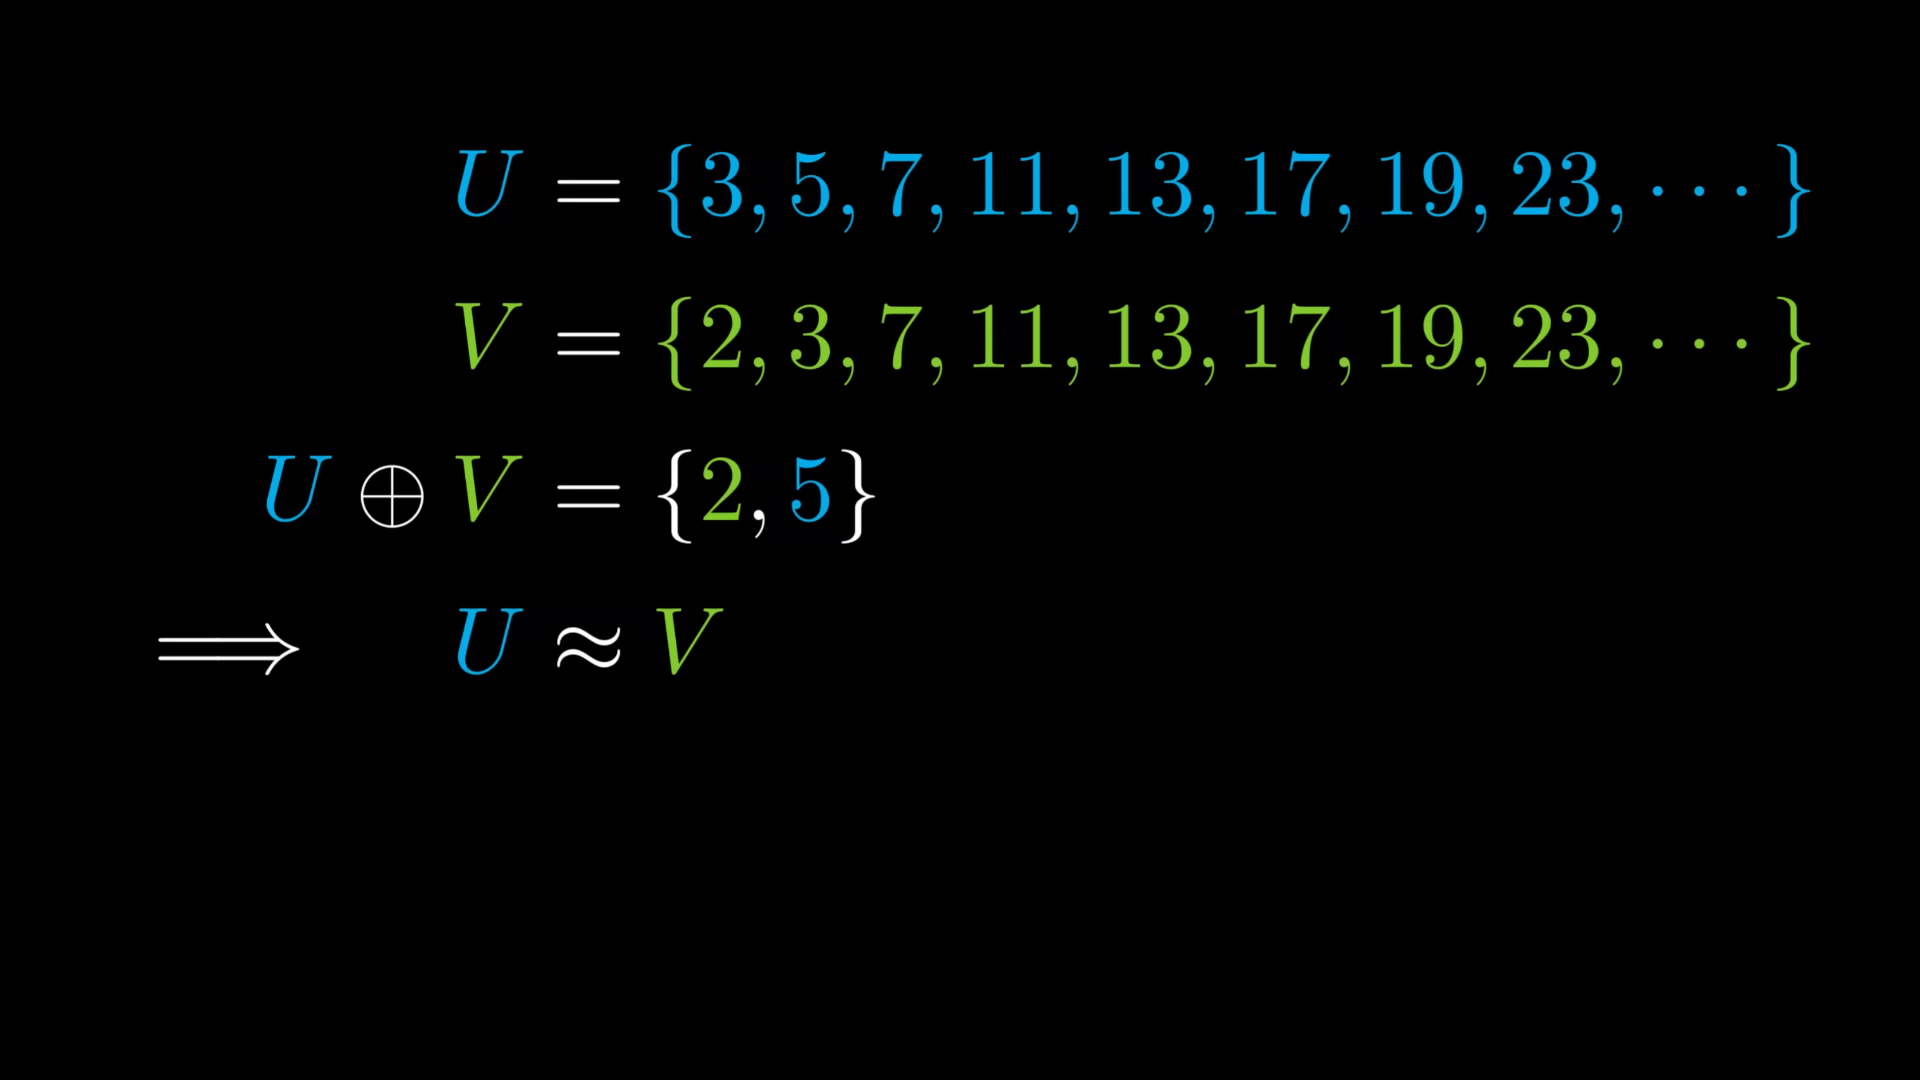 U = {3, 5, 7, 11, 13, 17, 19, 23, ⋯}
V = {2, 3, 7, 11, 13, 17, 19, 23, ⋯}
U ⊕ V = {2, 5}
⟹ U ≈ V